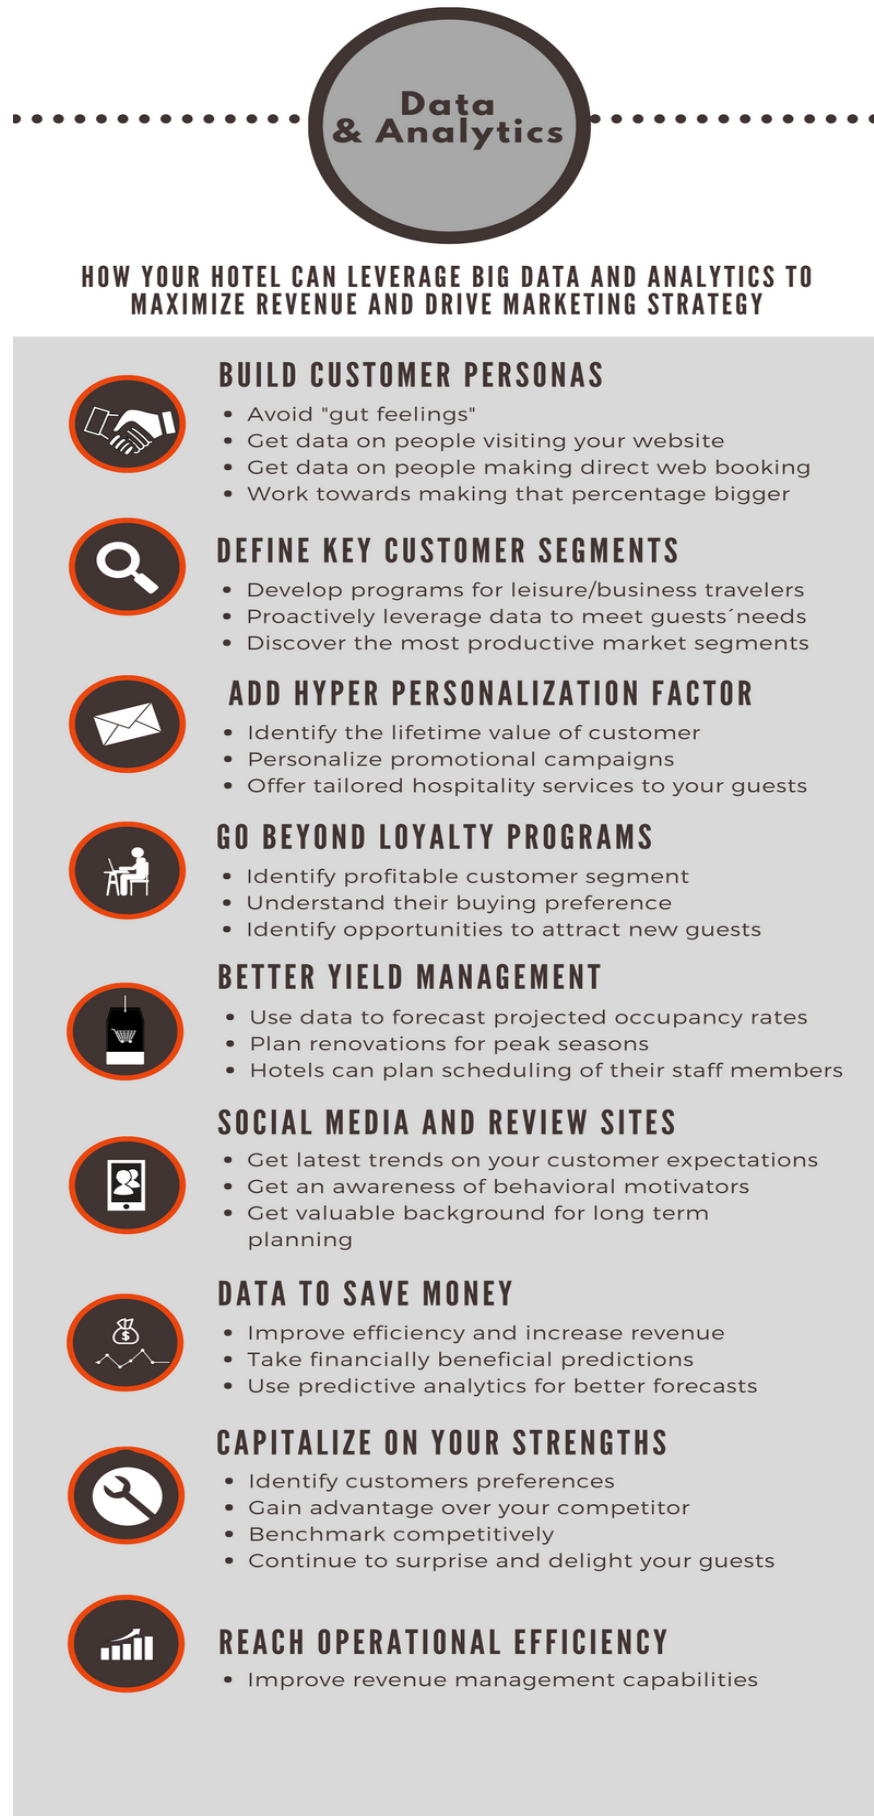 Data
& Analytics
HOW YOUR HOTEL CAN LEVERAGE BIG DATA AND ANALYTICS TO
MAXIMIZE REVENUE AND DRIVE MARKETING STRATEGY
BUILD CUSTOMER PERSONAS
• Avoid "gut feelings"
• Get data on people visiting your website
• Get data on people making direct web booking
• Work towards making that percentage bigger
DEFINE KEY CUSTOMER SEGMENTS
• Develop programs for leisure/business travelers
• Proactively leverage data to meet guests´needs
• Discover the most productive market segments
ADD HYPER PERSONALIZATION FACTOR
• Identify the lifetime value of customer
• Personalize promotional campaigns
• Offer tailored hospitality services to your guests
GO BEYOND LOYALTY PROGRAMS
• Identify profitable customer segment
• Understand their buying preference
• Identify opportunities to attract new guests
BETTER YIELD MANAGEMENT
• Use data to forecast projected occupancy rates
• Plan renovations for peak seasons
• Hotels can plan scheduling of their staff members
SOCIAL MEDIA AND REVIEW SITES
• Get latest trends on your customer expectations
• Get an awareness of behavioral motivators
• Get valuable background for long term
planning
DATA TO SAVE MONEY
• Improve efficiency and increase revenue
• Take financially beneficial predictions
• Use predictive analytics for better forecasts
CAPITALIZE ON YOUR STRENGTHS
• Identify customers preferences
• Gain advantage over your competitor
• Benchmark competitively
• Continue to surprise and delight your guests
REACH OPERATIONAL EFFICIENCY
• Improve revenue management capabilities